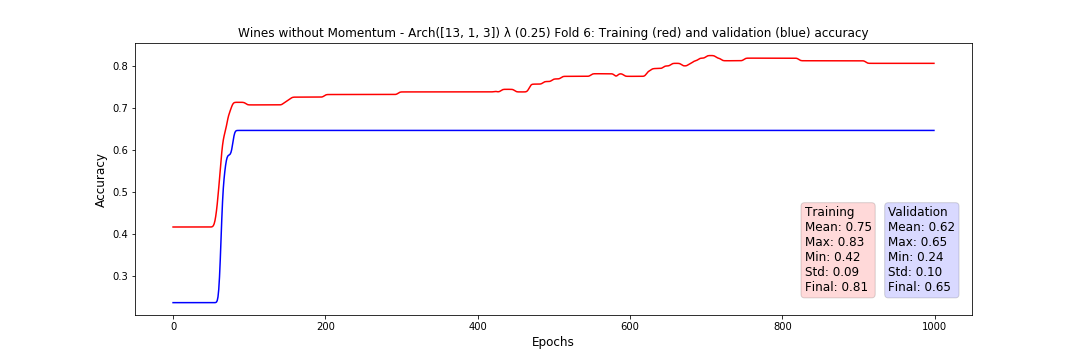 Wines without Momentum - Arch([13, 1, 3]) λ (0.25) Fold 6: Training (red) and validation (blue) accuracy
Accuracy
0.8
0.7
0.6
0.5
0.4
0.3
Training
Mean: 0.75
Max: 0.83
Min: 0.42
Std: 0.09
Final: 0.81
Validation
Mean: 0.62
Max: 0.65
Min: 0.24
Std: 0.10
Final: 0.65
0
200
400
600
800
1000
Epochs